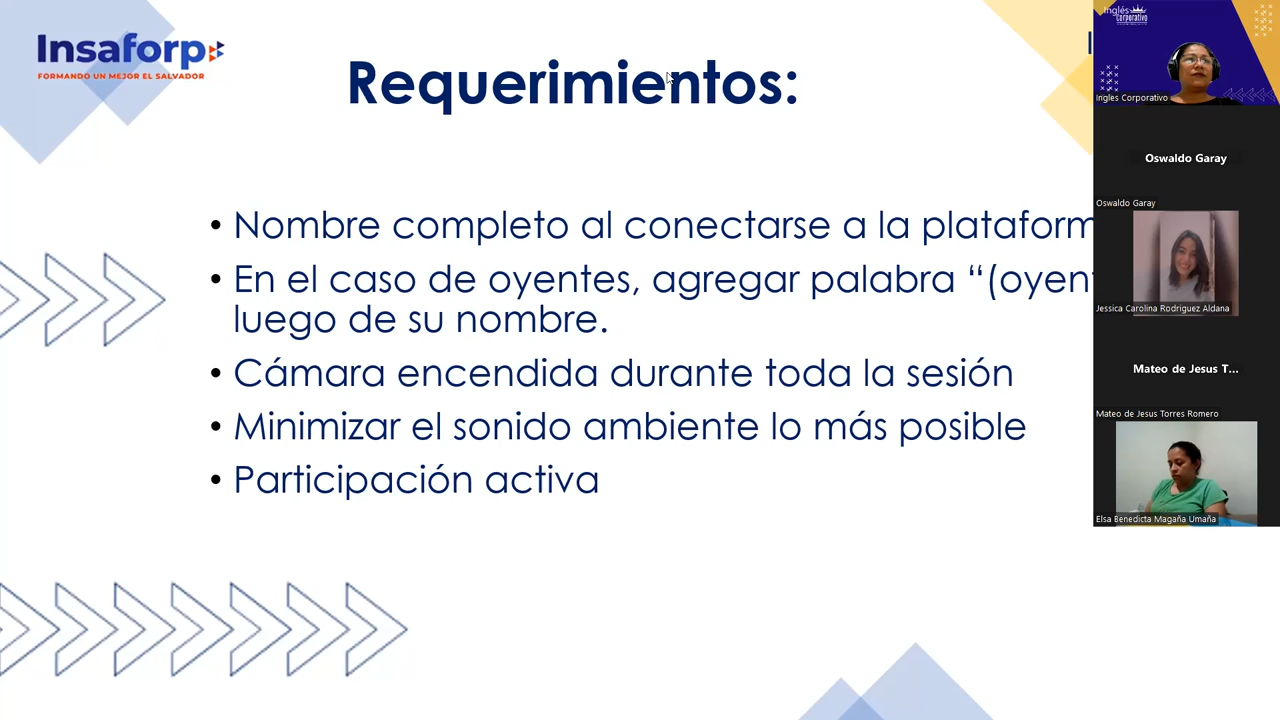 Insaforp
FORMANDO UN MEJOR EL SALVADOR
Requerimientos:
• Nombre completo al conectarse a la plataform
• En el caso de oyentes, agregar palabra “(oyen
luego de su nombre.
• Cámara encendida durante toda la sesión
• Minimizar el sonido ambiente lo más posible
• Participación activa
Inglés
Corporativo
Ingles Corporativo
Oswaldo Garay
Oswaldo Garay
Jessica Carolina Rodriguez Aldana
Mateo de Jesus T...
Mateo de Jesus Torres Romero
Elsa Benedicta Magaña Umaña